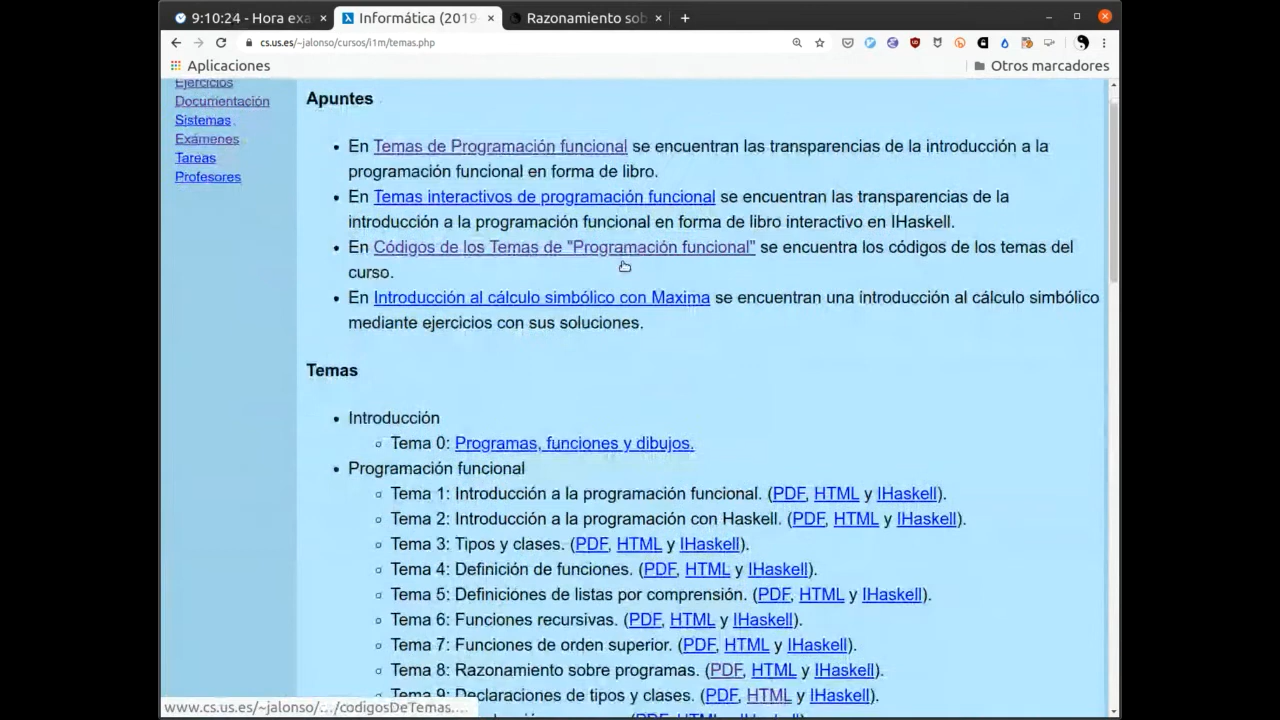 9:10:24 - Hora exa
Informática (2019-
Razonamiento sob
cs.us.es/~jalonso/cursos/i1m/temas.php
Aplicaciones
Otros marcadores
Ejercicios
Documentación
Sistemas
Exámenes
Tareas
Profesores
Apuntes
En Temas de Programación funcional se encuentran las transparencias de la introducción a la
programación funcional en forma de libro.
En Temas interactivos de programación funcional se encuentran las transparencias de la
introducción a la programación funcional en forma de libro interactivo en IHaskell.
En Códigos de los Temas de "Programación funcional" se encuentra los códigos de los temas del
curso.
En Introducción al cálculo simbólico con Maxima se encuentran una introducción al cálculo simbólico
mediante ejercicios con sus soluciones.
Temas
Introducción
Tema 0: Programas, funciones y dibujos.
Programación funcional
Tema 1: Introducción a la programación funcional. (PDF, HTML y IHaskell).
Tema 2: Introducción a la programación con Haskell. (PDF, HTML y IHaskell).
Tema 3: Tipos y clases. (PDF, HTML y IHaskell).
Tema 4: Definición de funciones. (PDF, HTML y IHaskell).
Tema 5: Definiciones de listas por comprensión. (PDF, HTML y IHaskell).
Tema 6: Funciones recursivas. (PDF, HTML y IHaskell).
Tema 7: Funciones de orden superior. (PDF, HTML y IHaskell).
Tema 8: Razonamiento sobre programas. (PDF, HTML y IHaskell).
Tema 9: Declaraciones de tipos y clases. (PDF, HTML y IHaskell).
www.cs.us.es/~jalonso/.../codigosDeTemas....